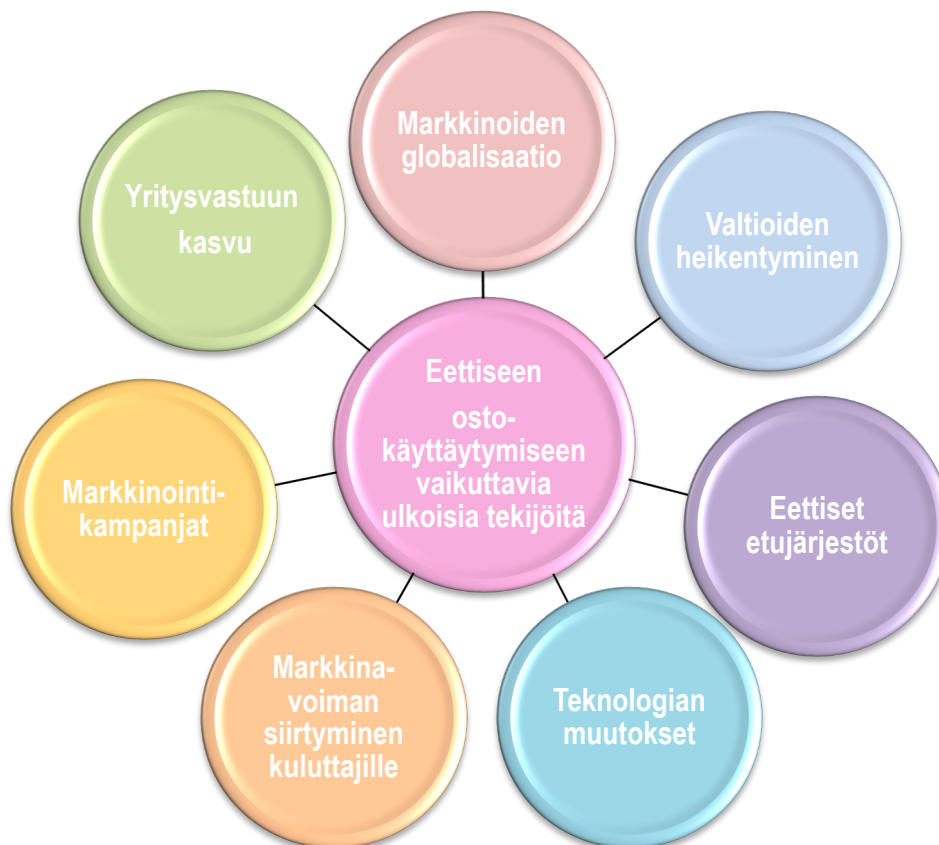 Markkinoiden
globalisaatio
Yritysvastuun
kasvu
Valtioiden
heikentyminen
Eettiseen
osto-
käyttäytymiseen
vaikuttavia
ulkoisia tekijöitä
Markkinointi-
kampanjat
Eettiset
etujärjestöt
Markkina-
voiman
siirtyminen
kuluttajille
Teknologian
muutokset